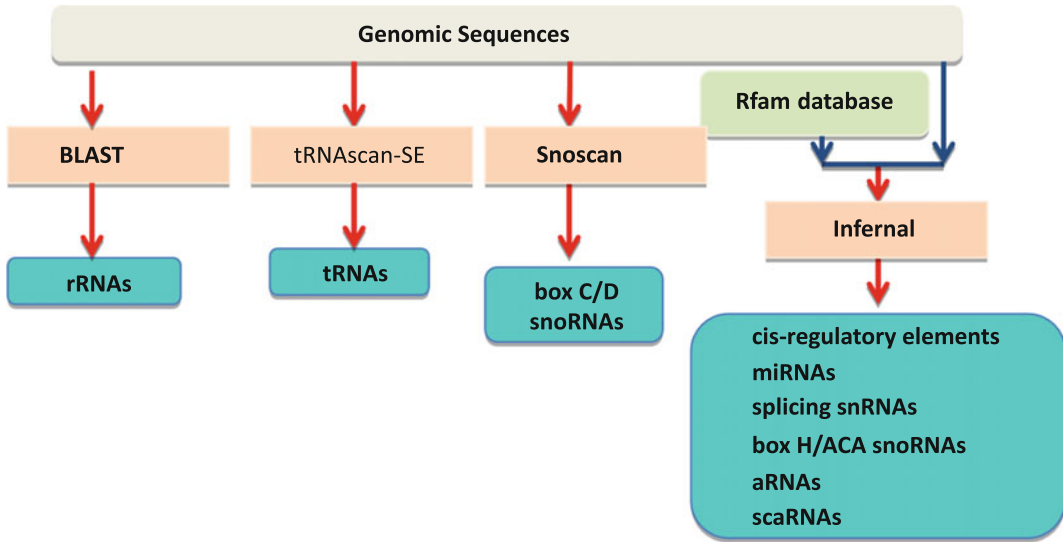 Genomic Sequences
Rfam database
BLAST
tRNAscan-SE
Snoscan
Infernal
rRNAs
tRNAs
box C/D
snoRNAs
cis-regulatory elements
miRNAs
splicing snRNAs
box H/ACA snoRNAs
aRNAs
scaRNAs